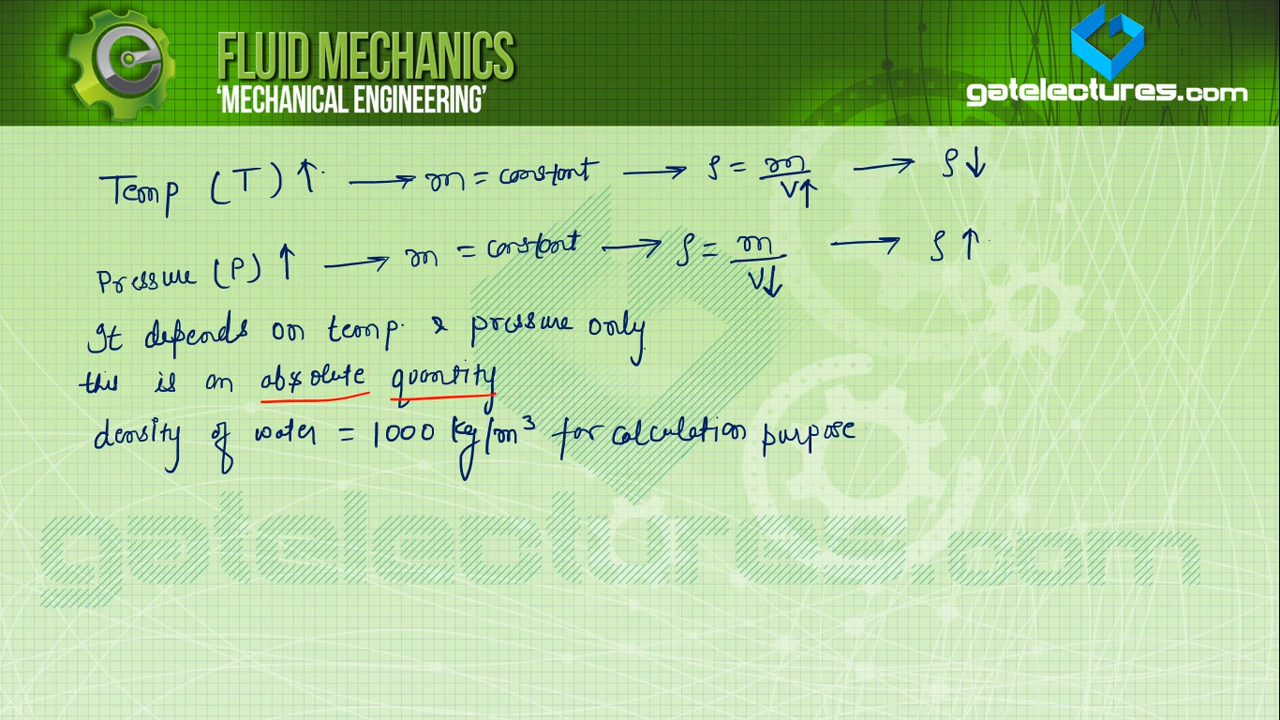 FLUID MECHANICS
'MECHANICAL ENGINEERING'
gatelectures.com
Temp (T) ↑ → m = constant → ρ = m/V↑ → ρ ↓
Pressure (P) ↑ → m = constant → ρ = m/V↓ → ρ ↑
It depends on temp. & pressure only
this is an absolute quantity
density of water = 1000 kg/m³ for calculation purpose
gatelectures.com